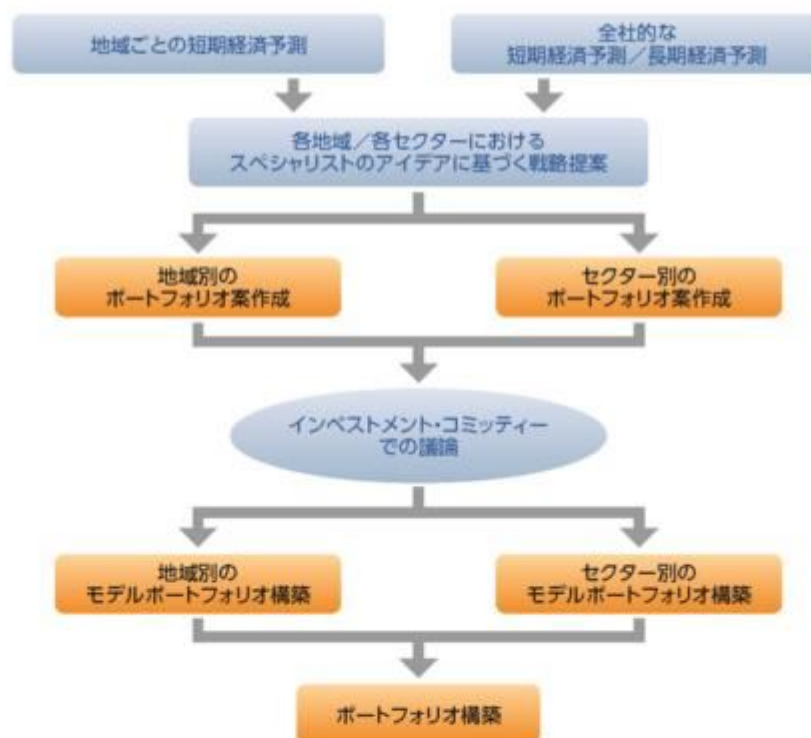 地域ごとの短期経済予測
全社的な
短期経済予測／長期経済予測
各地域／各セクターにおける
スペシャリストのアイデアに基づく戦略提案
地域別の
ポートフォリオ案作成
セクター別の
ポートフォリオ案作成
インベストメント・コミッティー
での議論
地域別の
モデルポートフォリオ構築
セクター別の
モデルポートフォリオ構築
ポートフォリオ構築